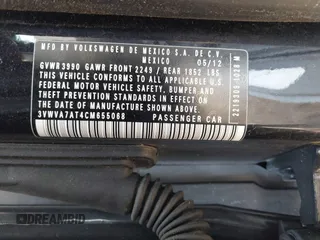 MFD BY VOLKSWAGEN DE MEXICO S.A. DE C.V.
MEXICO 05/12
GVWR 3990 GAWR FRONT 2249 / REAR 1852 LBS
THIS VEHICLE CONFORMS TO ALL APPLICABLE U.S.
FEDERAL MOTOR VEHICLE SAFETY, BUMPER AND
THEFT PREVENTION STANDARDS IN EFFECT ON
THE DATE OF MANUFACTURE SHOWN ABOVE.
3VWVA7AT4CM655068 PASSENGER CAR
DREAMBID